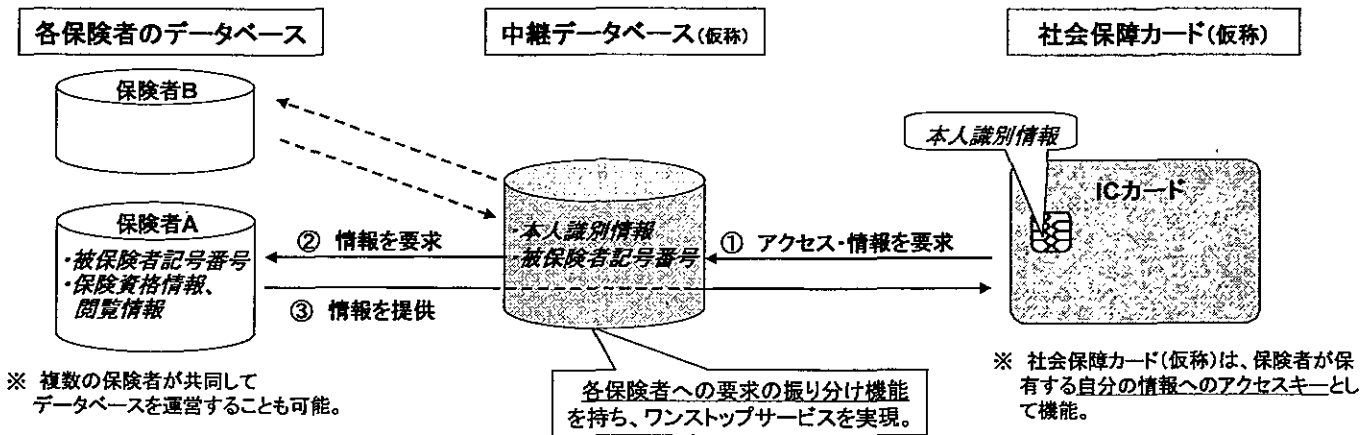 各保険者のデータベース
中継データベース(仮称)
社会保障カード(仮称)
保険者B
保険者A
・被保険者記号番号
・保険資格情報、
閲覧情報
② 情報を要求
③ 情報を提供
・本人識別情報
・被保険者記号番号
① アクセス・情報を要求
本人識別情報
ICカード
※ 複数の保険者が共同して
データベースを運営することも可能。
各保険者への要求の振り分け機能
を持ち、ワンストップサービスを実現。
※ 社会保障カード(仮称)は、保険者が保
有する自分の情報へのアクセスキーとし
て機能。